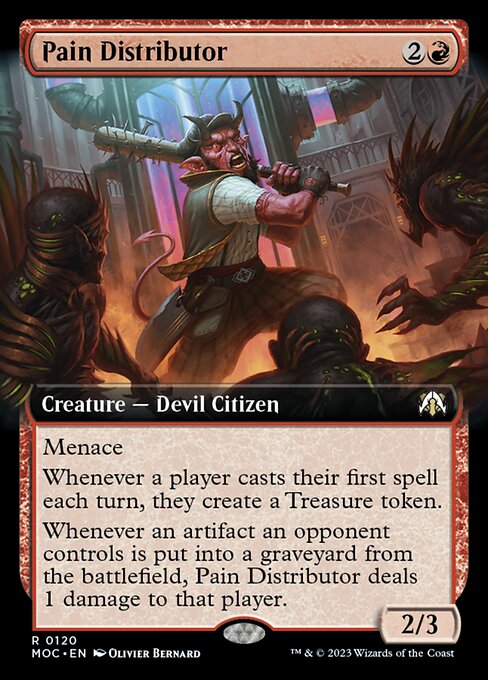 Pain Distributor 2
Creature — Devil Citizen
Menace
Whenever a player casts their first spell
each turn, they create a Treasure token.
Whenever an artifact an opponent
controls is put into a graveyard from
the battlefield, Pain Distributor deals
1 damage to that player.
2/3
R 0120
MOC • EN Olivier Bernard
™ & © 2023 Wizards of the Coast